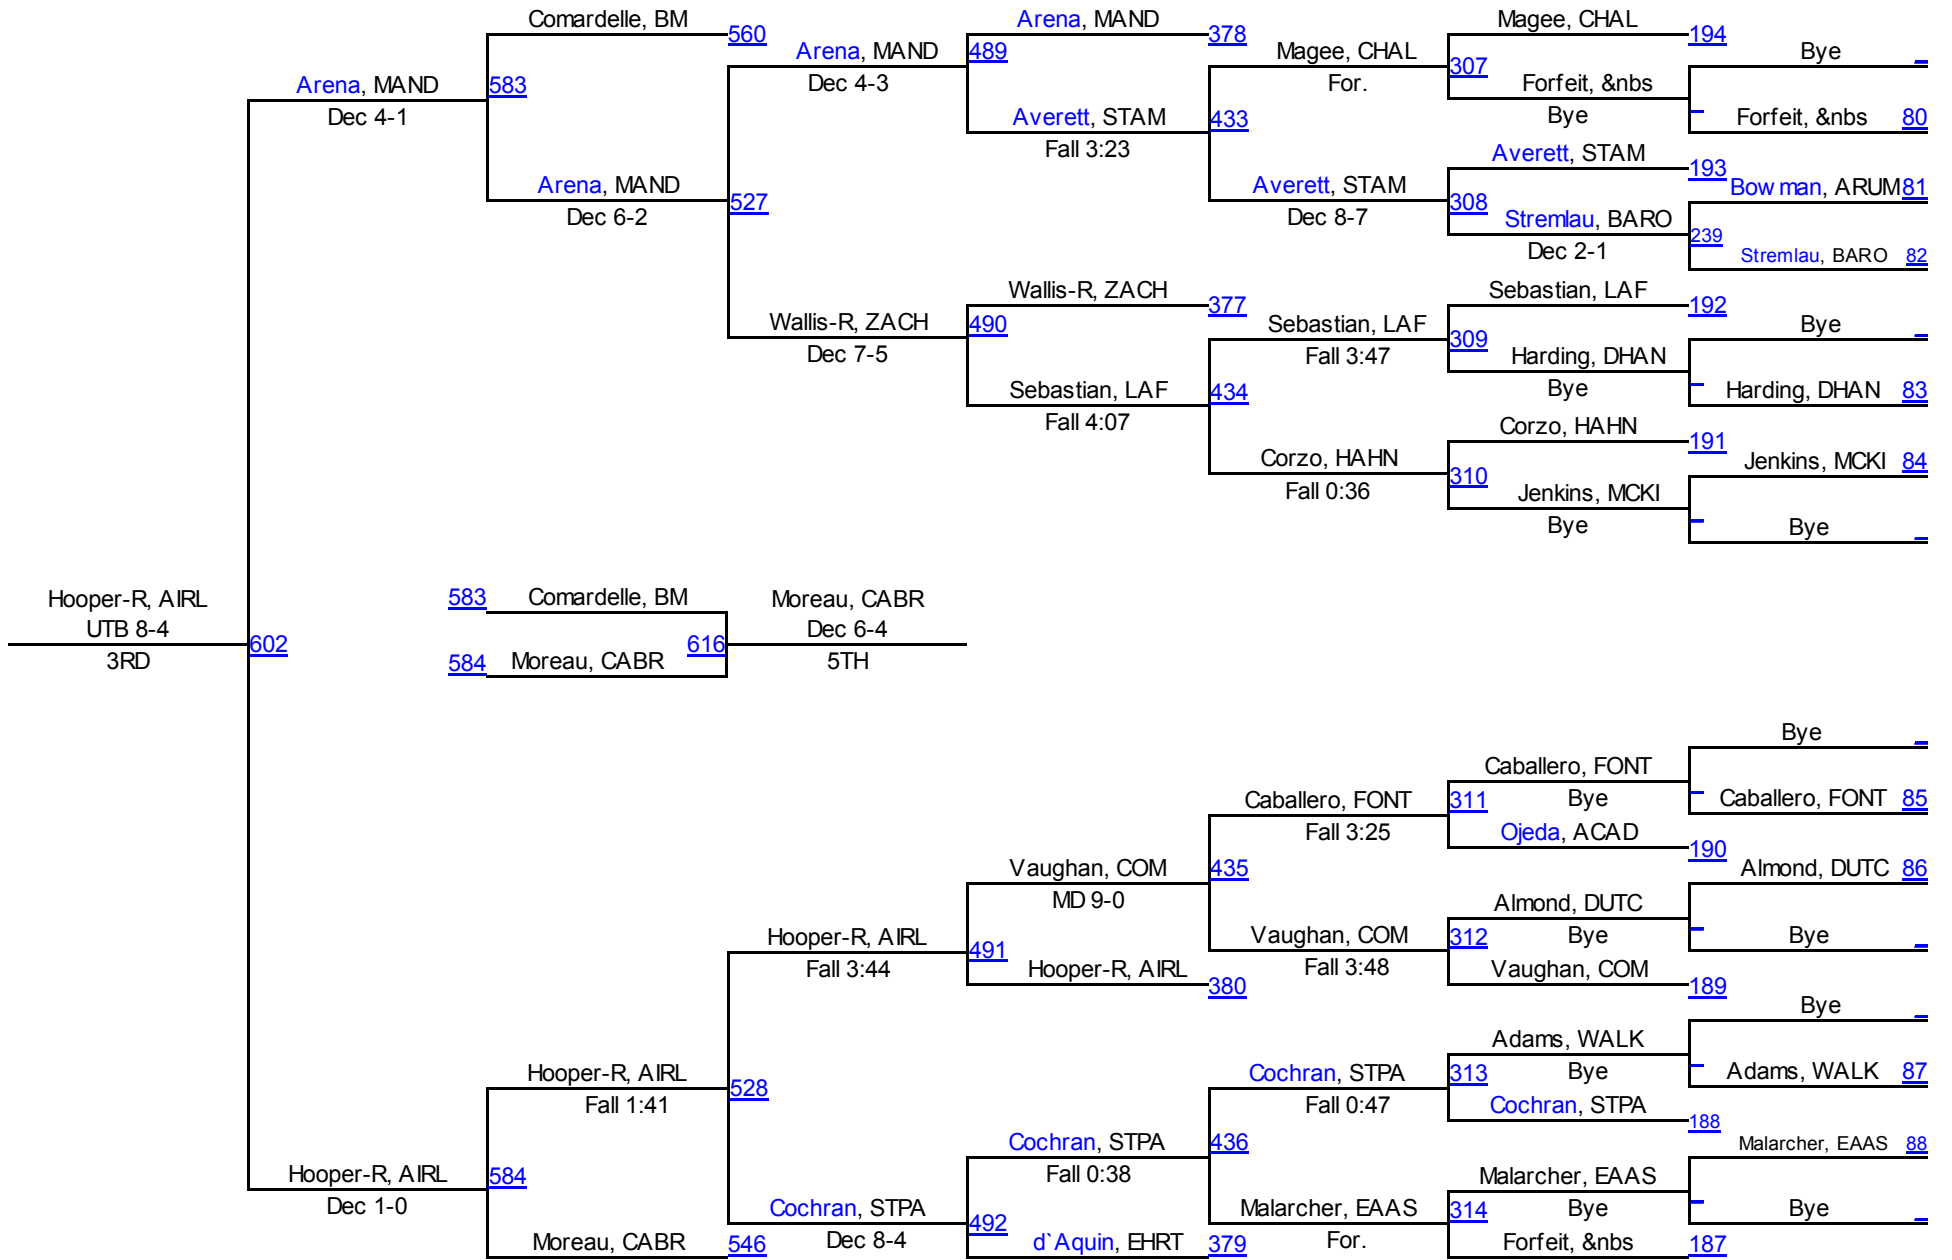 Comardelle, BM
560
Arena, MAND
378
Magee, CHAL
194
Arena, MAND
489
Magee, CHAL
307
Bye
Arena, MAND
583
Dec 4-3
For.
Forfeit, &nbs
Dec 4-1
Averett, STAM
433
Bye
Forfeit, &nbs 80
Fall 3:23
Averett, STAM
193
Arena, MAND
527
Averett, STAM
308
Bowman, ARUM 81
Dec 6-2
Dec 8-7
Stremlau, BARO
239
Dec 2-1
Stremlau, BARO 82
Wallis-R, ZACH
377
Sebastian, LAF
192
Wallis-R, ZACH
490
Sebastian, LAF
309
Bye
Dec 7-5
Fall 3:47
Harding, DHAN
Sebastian, LAF
434
Bye
Harding, DHAN 83
Fall 4:07
Corzo, HAHN
191
Corzo, HAHN
310
Jenkins, MCKI 84
Fall 0:36
Jenkins, MCKI
Bye
Bye
Hooper-R, AIRL
583 Comardelle, BM
Moreau, CABR
UTB 8-4
602
616
Dec 6-4
3RD
584 Moreau, CABR
5TH
Bye
Caballero, FONT
Caballero, FONT
311
Bye
Caballero, FONT 85
Fall 3:25
Ojeda, ACAD
190
Vaughan, COM
435
Almond, DUTC 86
MD 9-0
Almond, DUTC
Hooper-R, AIRL
491
Vaughan, COM
312
Bye
Bye
Fall 3:44
Hooper-R, AIRL
380
Fall 3:48
Vaughan, COM
189
Bye
Adams, WALK
Hooper-R, AIRL
528
Cochran, STPA
313
Bye
Adams, WALK 87
Fall 1:41
Fall 0:47
Cochran, STPA
188
Cochran, STPA
436
Malarcher, EAAS 88
Hooper-R, AIRL
584
Fall 0:38
Malarcher, EAAS
Dec 1-0
Cochran, STPA
492
Malarcher, EAAS
314
Bye
Bye
Moreau, CABR
546
Dec 8-4
d`Aquin, EHRT
379
For.
Forfeit, &nbs
187